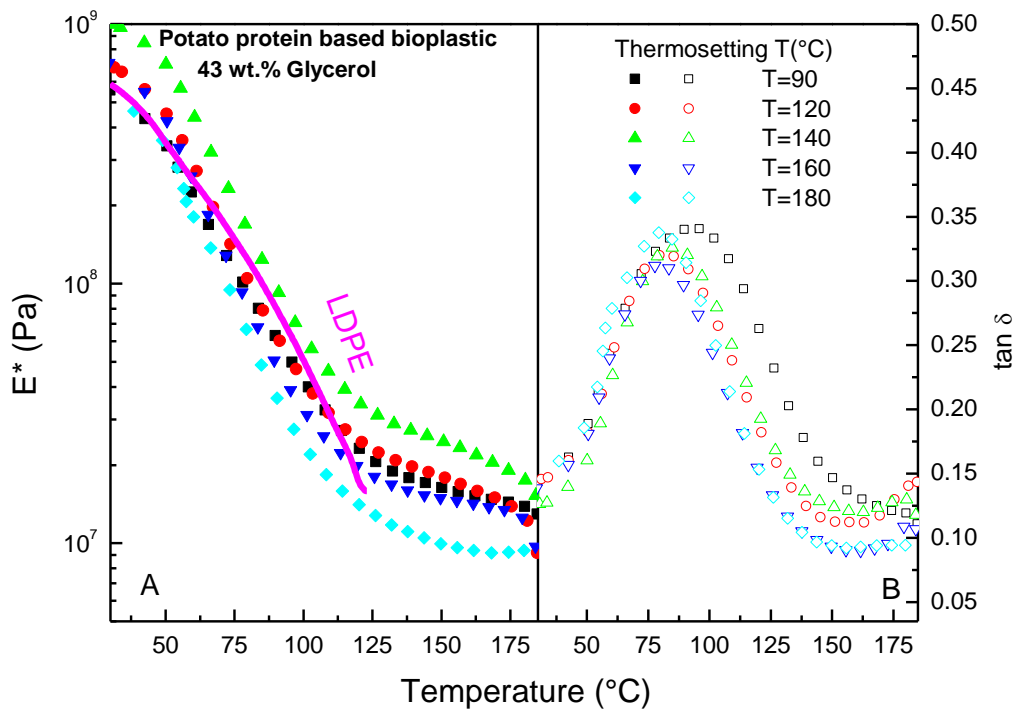 Potato protein based bioplastic
43 wt.% Glycerol
Thermosetting T(°C)
T=90
T=120
T=140
T=160
T=180
LDPE
A
B
E* (Pa)
10⁹
10⁸
10⁷
tan δ
0.50
0.45
0.40
0.35
0.30
0.25
0.20
0.15
0.10
0.05
50 75 100 125 150 175 50 75 100 125 150 175
Temperature (°C)